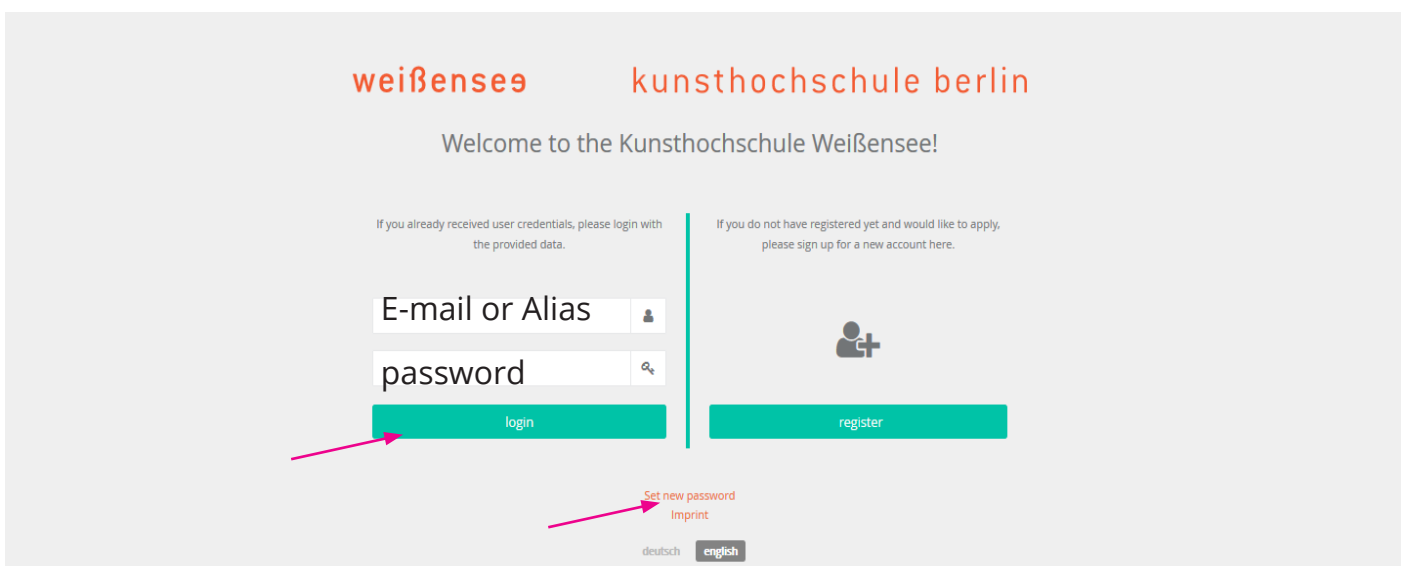 weißensee kunsthochschule berlin
Welcome to the Kunsthochschule Weißensee!
If you already received user credentials, please login with
the provided data.
E-mail or Alias
password
login
If you do not have registered yet and would like to apply,
please sign up for a new account here.
register
Set new password
Imprint
deutsch english